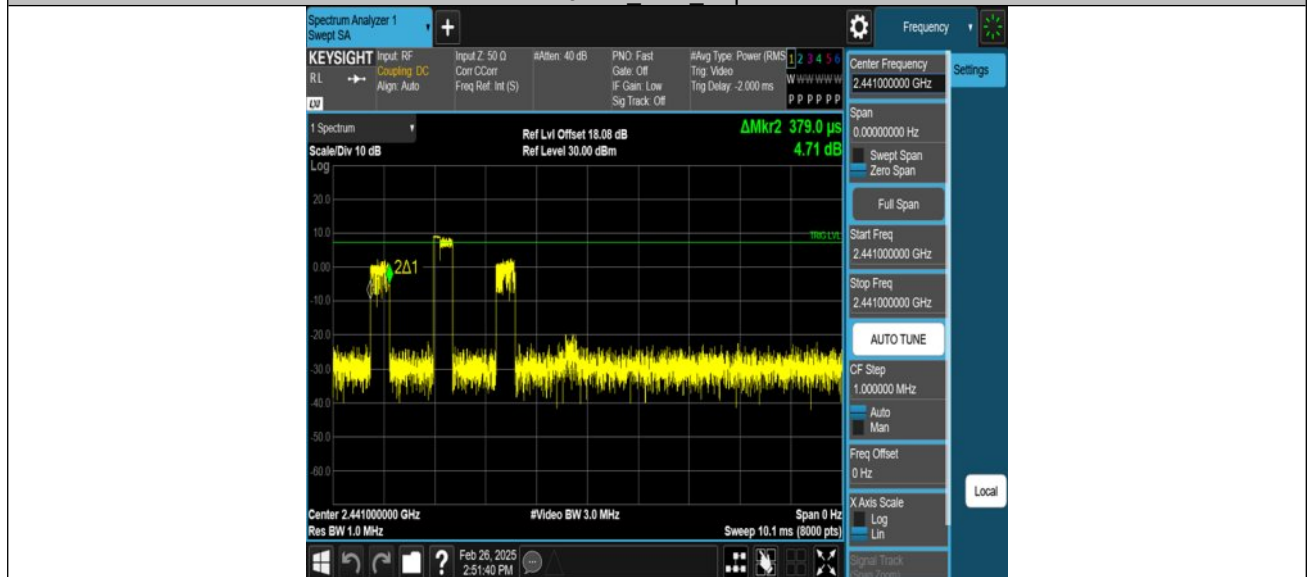 Spectrum Analyzer 1
Swept SA
+
Frequency
KEYSIGHT
RL
LXI
Input: RF
Coupling: DC
Align: Auto
Input Z: 50 Ω
Corr CCorr
Freq Ref: Int (S)
#Atten: 40 dB
PNO: Fast
Gate: Off
IF Gain: Low
Sig Track: Off
#Avg Type: Power (RMS
Trig: Video
Trig Delay: -2.000 ms
1 2 3 4 5 6
W W W W W W
P P P P P P
Center Frequency
2.441000000 GHz
Settings
1 Spectrum
Scale/Div 10 dB
Log
Ref Lvl Offset 18.08 dB
Ref Level 30.00 dBm
ΔMkr2 379.0 µs
4.71 dB
Span
0.00000000 Hz
Swept Span
Zero Span
Full Span
Start Freq
2.441000000 GHz
Stop Freq
2.441000000 GHz
AUTO TUNE
CF Step
1.000000 MHz
Auto
Man
Freq Offset
0 Hz
X Axis Scale
Log
Lin
Signal Track
(Span Zoom)
Local
20.0
10.0
TRIG LVL
0.00
2Δ1
-10.0
-20.0
-30.0
-40.0
-50.0
-60.0
Center 2.441000000 GHz
#Video BW 3.0 MHz
Span 0 Hz
Res BW 1.0 MHz
Sweep 10.1 ms (8000 pts)
?
Feb 26, 2025
2:51:40 PM